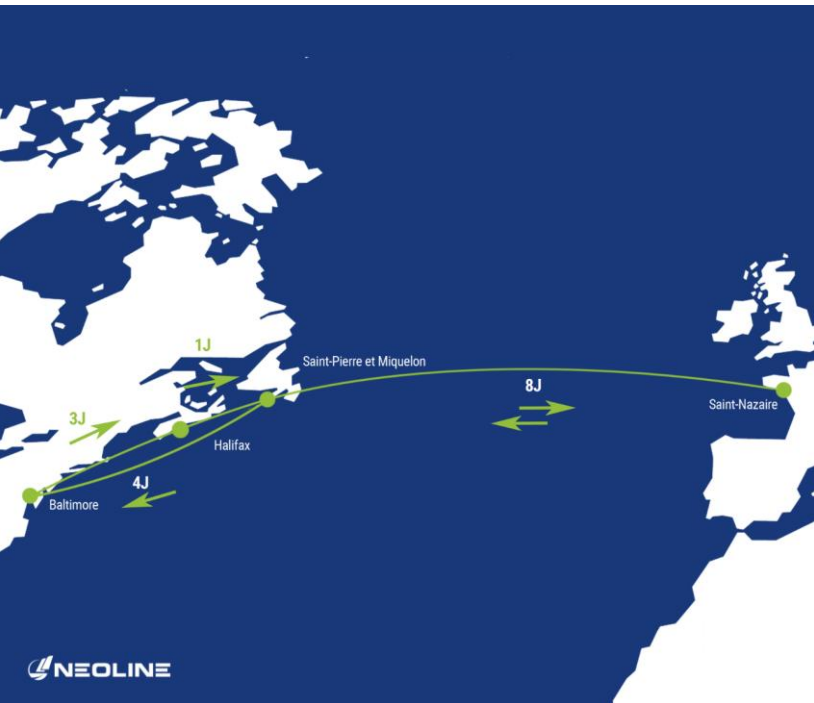 1J
Saint-Pierre et Miquelon
8J
3J
Saint-Nazaire
Halifax
4J
Baltimore
NEOLINE